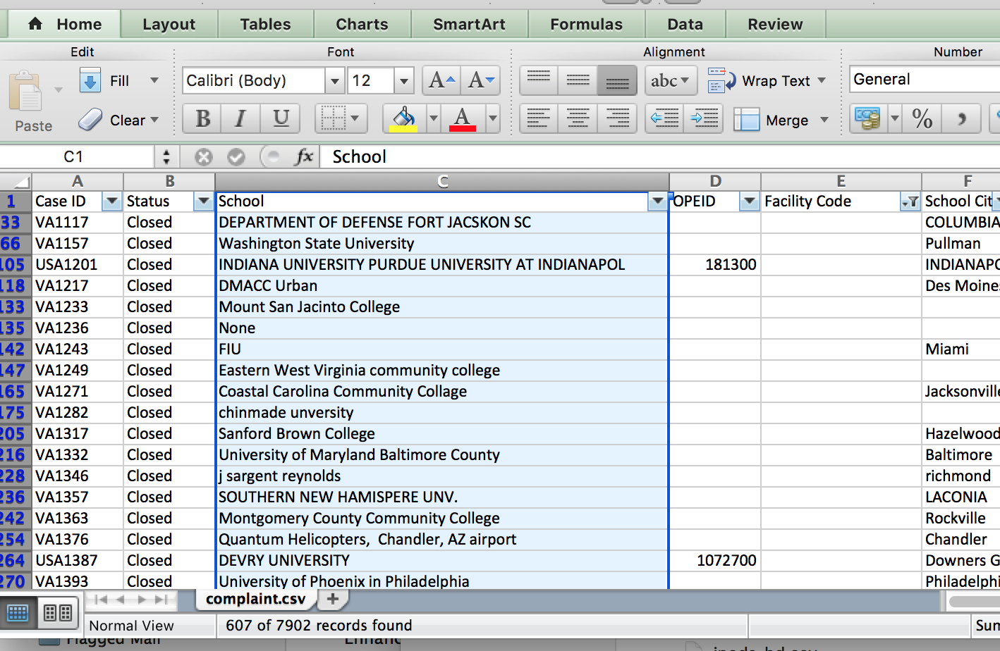 Home Layout Tables Charts SmartArt Formulas Data Review
Edit Font Alignment Number
Fill Calibri (Body) 12 A A abc Wrap Text General
Paste Clear B I U A Merge % ,
C1 fx School
A B C D E F
1 Case ID Status School OPEID Facility Code School Cit
33 VA1117 Closed DEPARTMENT OF DEFENSE FORT JACSKON SC COLUMBIA
66 VA1157 Closed Washington State University Pullman
105 USA1201 Closed INDIANA UNIVERSITY PURDUE UNIVERSITY AT INDIANAPOL 181300 INDIANAPO
118 VA1217 Closed DMACC Urban Des Moines
133 VA1233 Closed Mount San Jacinto College
135 VA1236 Closed None
142 VA1243 Closed FIU Miami
147 VA1249 Closed Eastern West Virginia community college
165 VA1271 Closed Coastal Carolina Community Collage Jacksonville
175 VA1282 Closed chinmade unversity
205 VA1317 Closed Sanford Brown College Hazelwood
216 VA1332 Closed University of Maryland Baltimore County Baltimore
228 VA1346 Closed j sargent reynolds richmond
236 VA1357 Closed SOUTHERN NEW HAMISPERE UNV. LACONIA
242 VA1363 Closed Montgomery County Community College Rockville
254 VA1376 Closed Quantum Helicopters, Chandler, AZ airport Chandler
264 USA1387 Closed DEVRY UNIVERSITY 1072700 Downers G
270 VA1393 Closed University of Phoenix in Philadelphia Philadelphi
complaint.csv
Normal View 607 of 7902 records found Sum
Flagged Mail